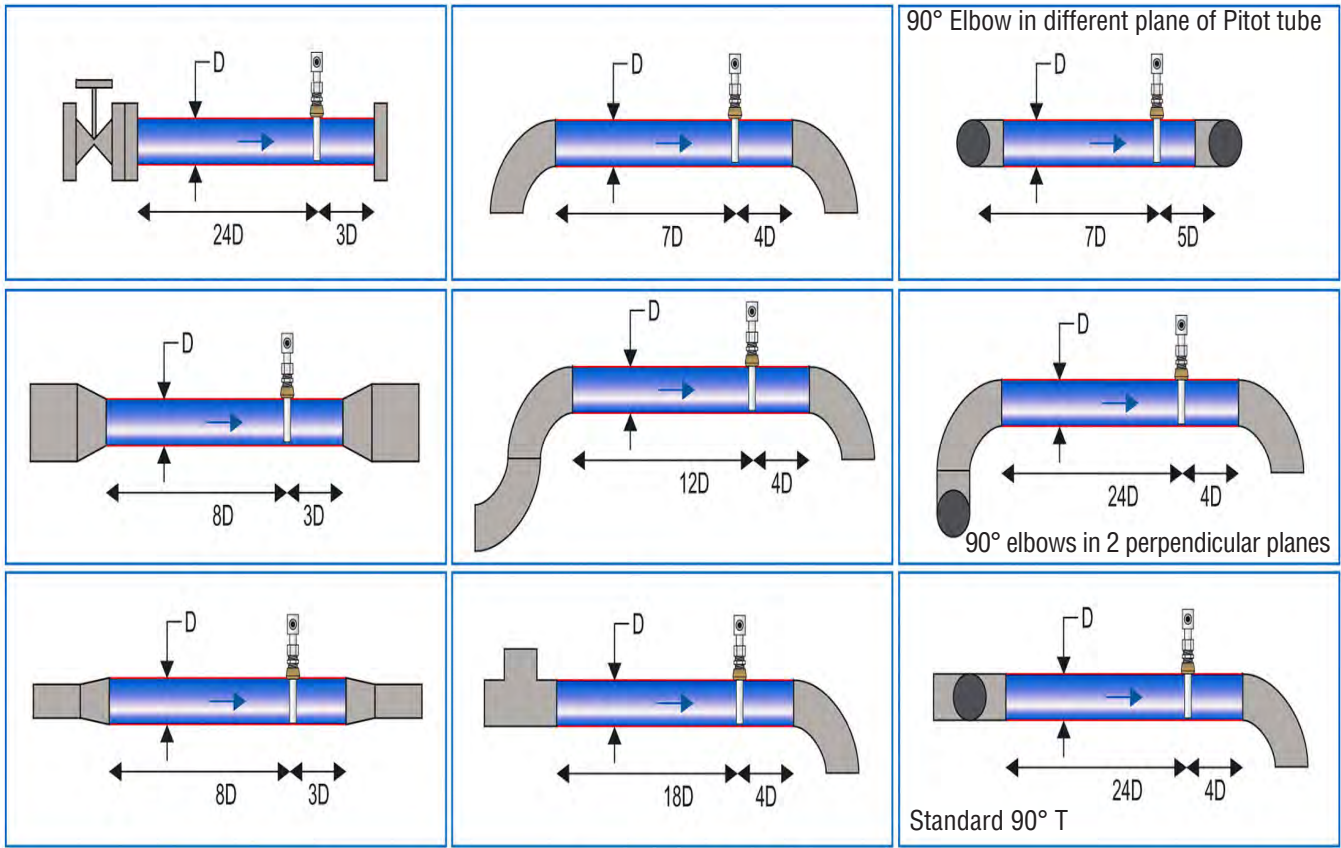 D
24D 3D
D
7D 4D
90° Elbow in different plane of Pitot tube
D
7D 5D
D
8D 3D
D
12D 4D
D
24D 4D
90° elbows in 2 perpendicular planes
D
8D 3D
D
18D 4D
D
24D 4D
Standard 90° T